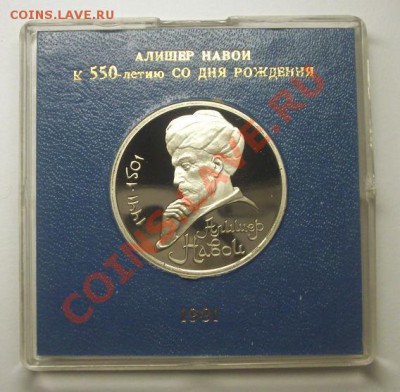 COINS.LAVE.RU
АЛИШЕР НАВОИ
К 550-летию СО ДНЯ РОЖДЕНИЯ
1441-1501
Алишер
Навои
1991
COINS.LAVE.RU